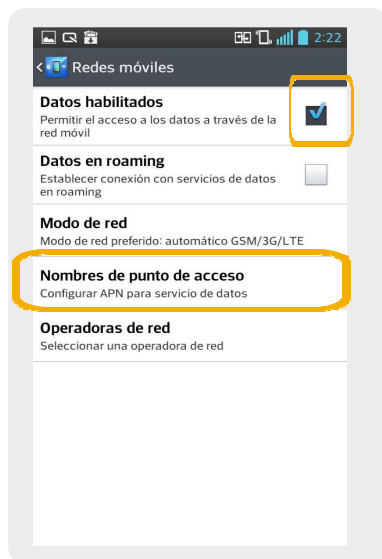 2:22
Redes móviles
Datos habilitados
Permitir el acceso a los datos a través de la
red móvil
Datos en roaming
Establecer conexión con servicios de datos
en roaming
Modo de red
Modo de red preferido: automático GSM/3G/LTE
Nombres de punto de acceso
Configurar APN para servicio de datos
Operadoras de red
Seleccionar una operadora de red